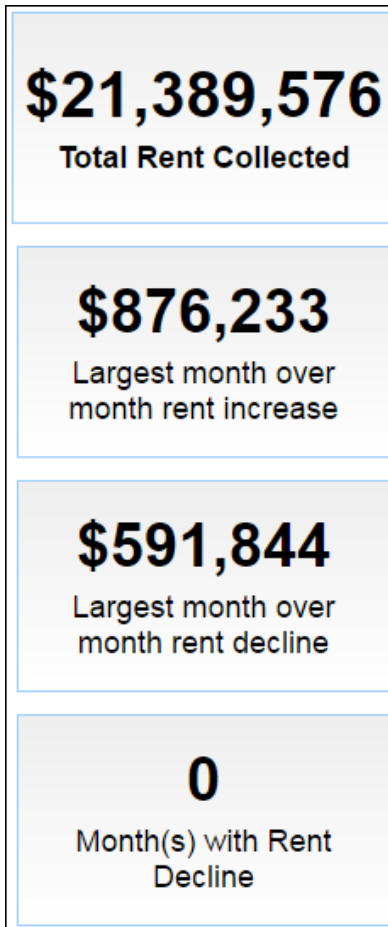 $21,389,576
Total Rent Collected
$876,233
Largest month over
month rent increase
$591,844
Largest month over
month rent decline
0
Month(s) with Rent
Decline